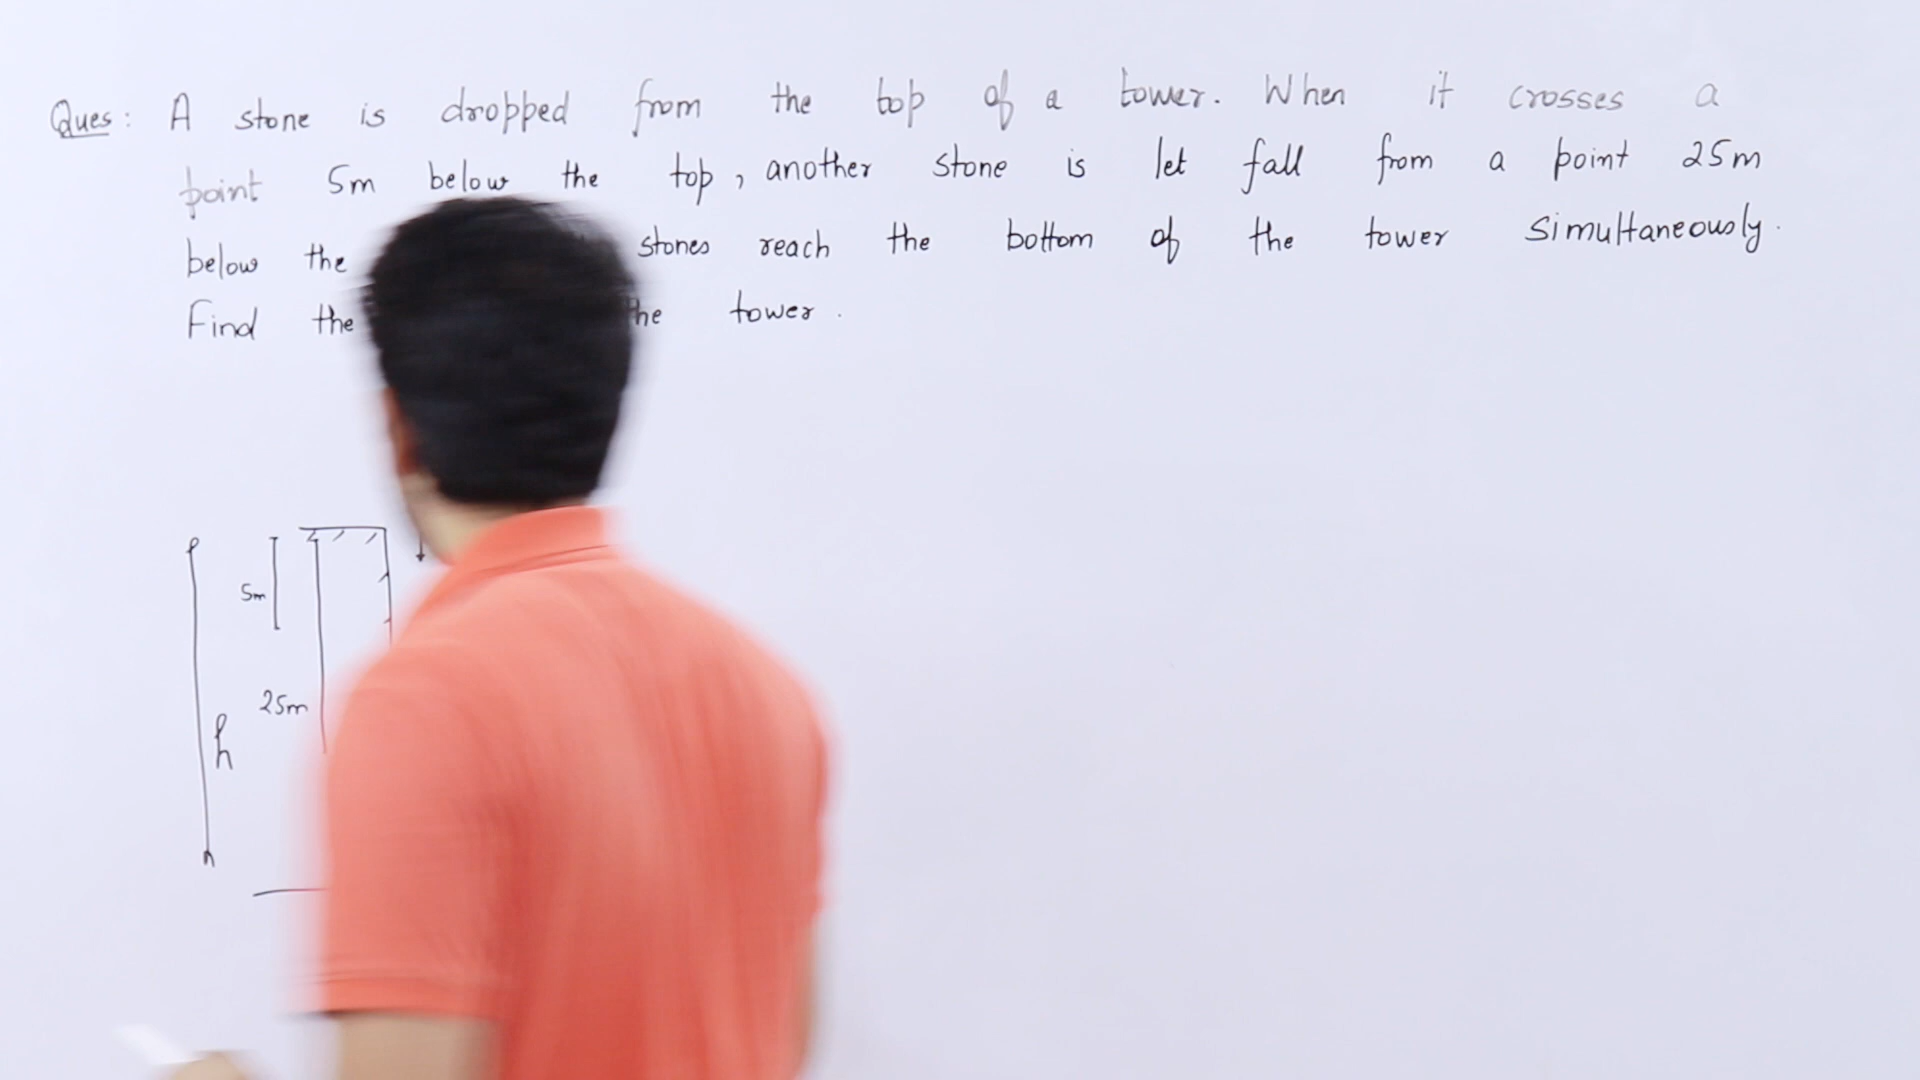 Ques: A stone is dropped from the top of a tower. When it crosses a
point 5m below the top, another stone is let fall from a point 25m
below the stones reach the bottom of the tower simultaneously.
Find the the tower.
5m
25m
h